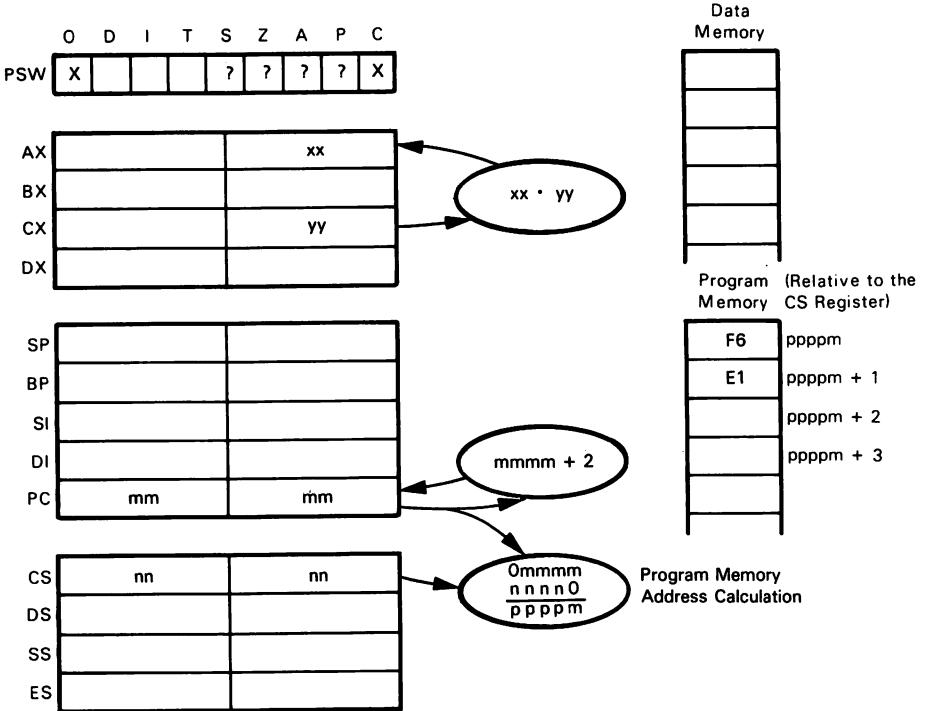 Data
Memory
O D I T S Z A P C
PSW X ? ? ? ? X
AX xx
BX
CX yy
DX
xx · yy
Program (Relative to the
Memory CS Register)
SP
BP
SI
DI
PC mm mm
mmmm + 2
F6 ppppm
E1 ppppm + 1
ppppm + 2
ppppm + 3
CS nn nn
DS
SS
ES
0mmmm
nnnn0
ppppm
Program Memory
Address Calculation